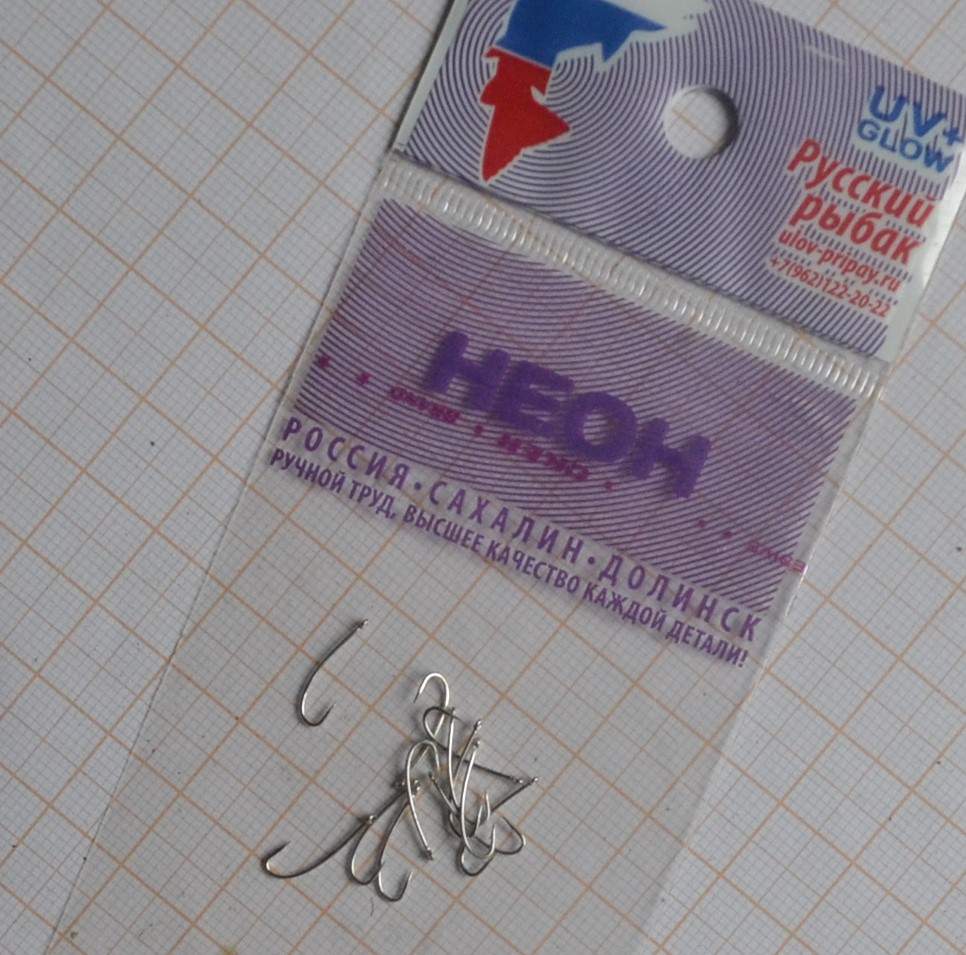 UV+
GLOW
Русский
рыбак
ulov-pripay.ru
+7(962)122-20-22
НЕОН
РОССИЯ•САХАЛИН•ДОЛИНСК
РУЧНОЙ ТРУД, ВЫСШЕЕ КАЧЕСТВО КАЖДОЙ ДЕТАЛИ!